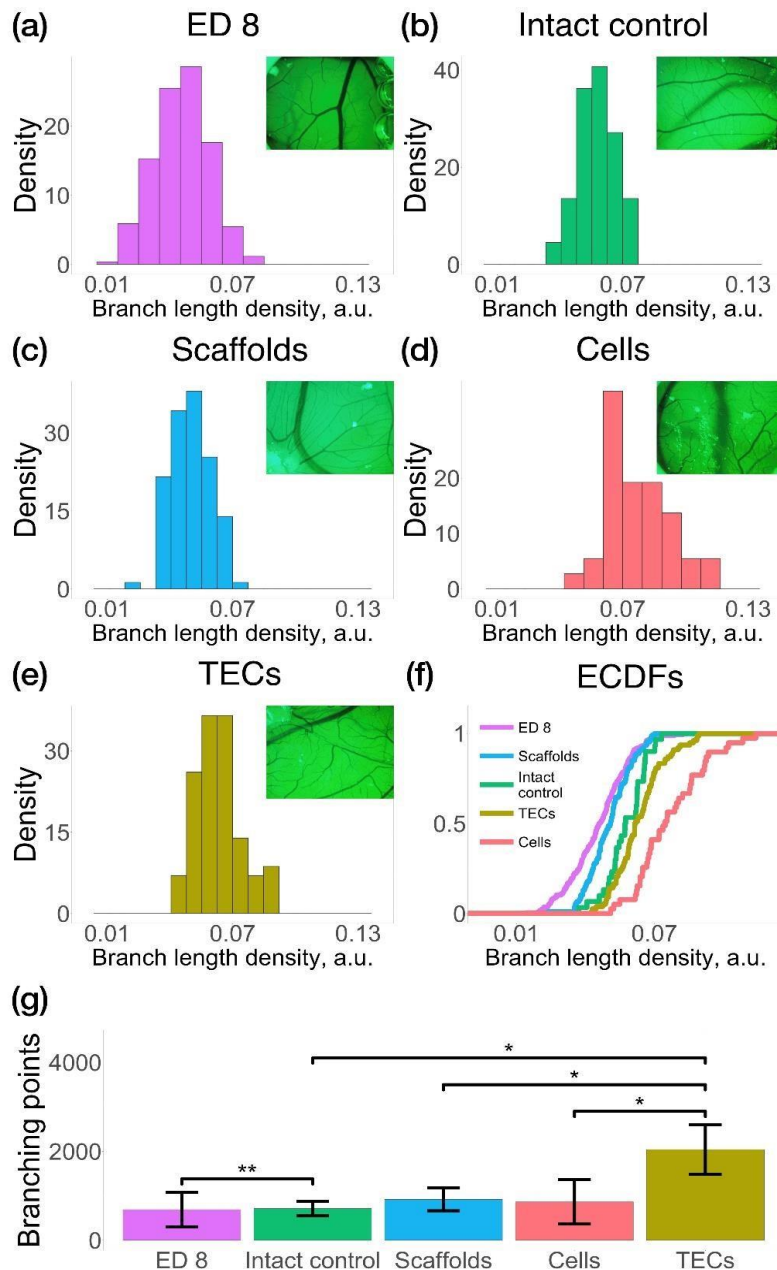 (a) ED 8
Density
20
10
0
0.01 0.07 0.13
Branch length density, a.u.
(b) Intact control
Density
40
20
0
0.01 0.07 0.13
Branch length density, a.u.
(c) Scaffolds
Density
30
15
0
0.01 0.07 0.13
Branch length density, a.u.
(d) Cells
Density
20
10
0
0.01 0.07 0.13
Branch length density, a.u.
(e) TECs
Density
30
15
0
0.01 0.07 0.13
Branch length density, a.u.
(f) ECDFs
1
0.5
0
ED 8
Scaffolds
Intact
control
TECs
Cells
0.01 0.07
Branch length density, a.u.
(g)
Branching points
4000
2000
0
*
*
*
**
ED 8 Intact control Scaffolds Cells TECs